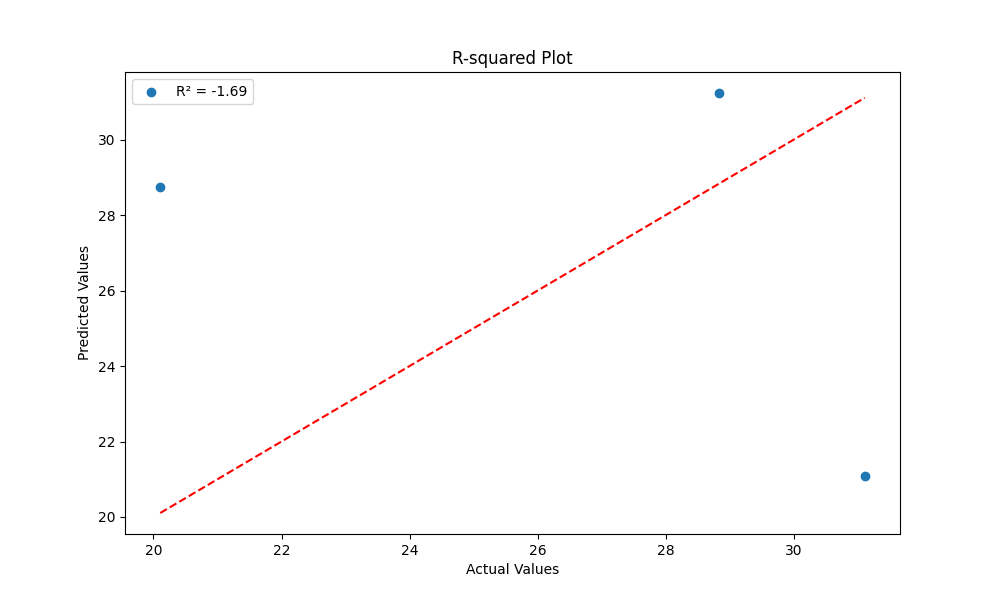 R-squared Plot
R² = -1.69
Predicted Values
30
28
26
24
22
20
20 22 24 26 28 30
Actual Values